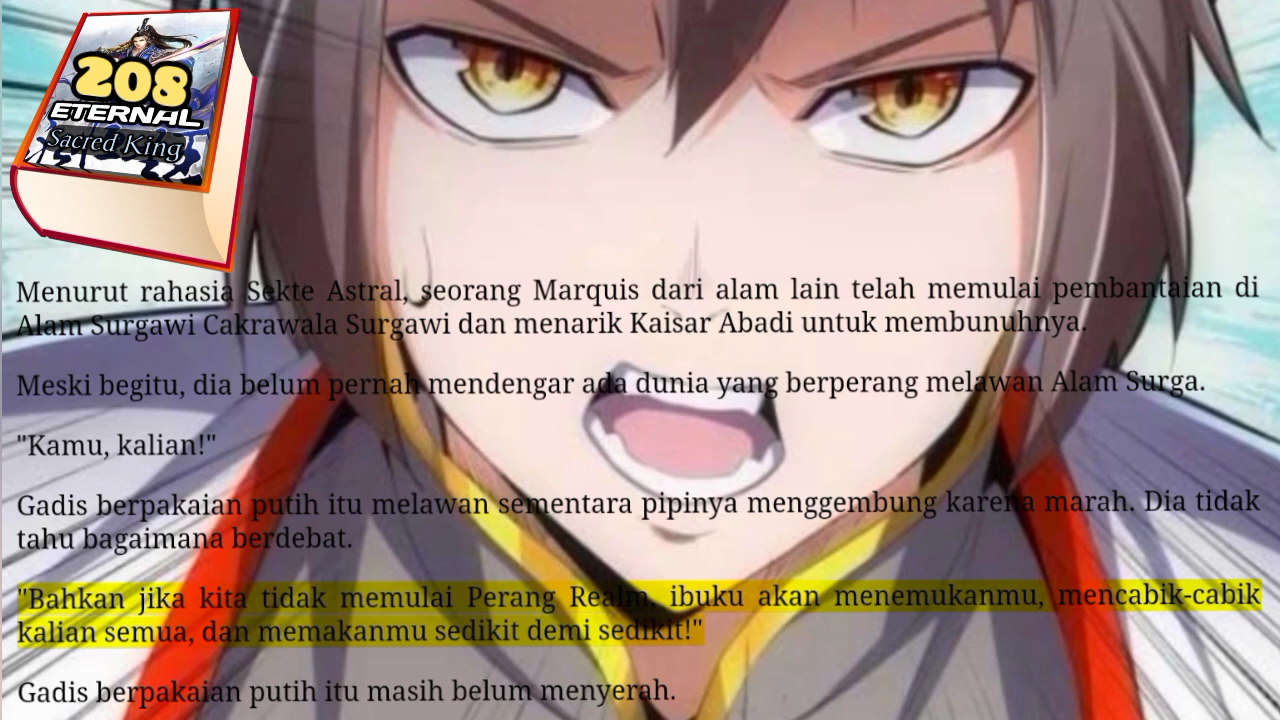 208
ETERNAL
Sacred King
Menurut rahasia Sekte Astral, seorang Marquis dari alam lain telah memulai pembantaian di
Alam Surgawi Cakrawala Surgawi dan menarik Kaisar Abadi untuk membunuhnya.
Meski begitu, dia belum pernah mendengar ada dunia yang berperang melawan Alam Surga.
"Kamu, kalian!"
Gadis berpakaian putih itu melawan sementara pipinya menggembung karena marah. Dia tidak
tahu bagaimana berdebat.
"Bahkan jika kita tidak memulai Perang Realm, ibuku akan menemukanmu, mencabik-cabik
kalian semua, dan memakanmu sedikit demi sedikit!"
Gadis berpakaian putih itu masih belum menyerah.